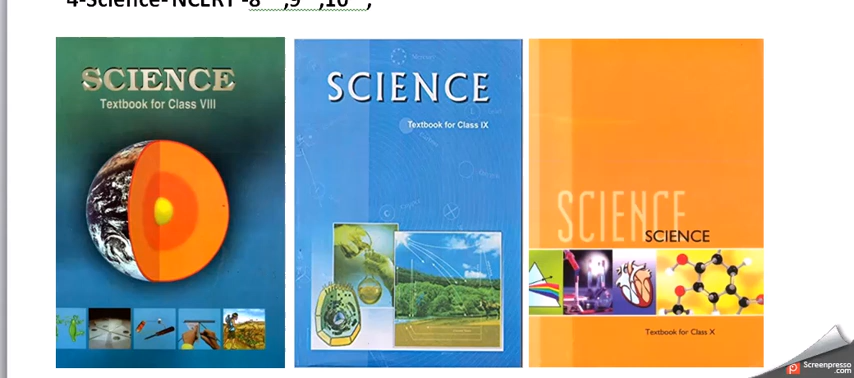 4-Science- NCERT -8 ,9 ,10 ,
SCIENCE
Textbook for Class VIII
SCIENCE
Textbook for Class IX
SCIENCE
SCIENCE
Textbook for Class X
Screenpresso
.com